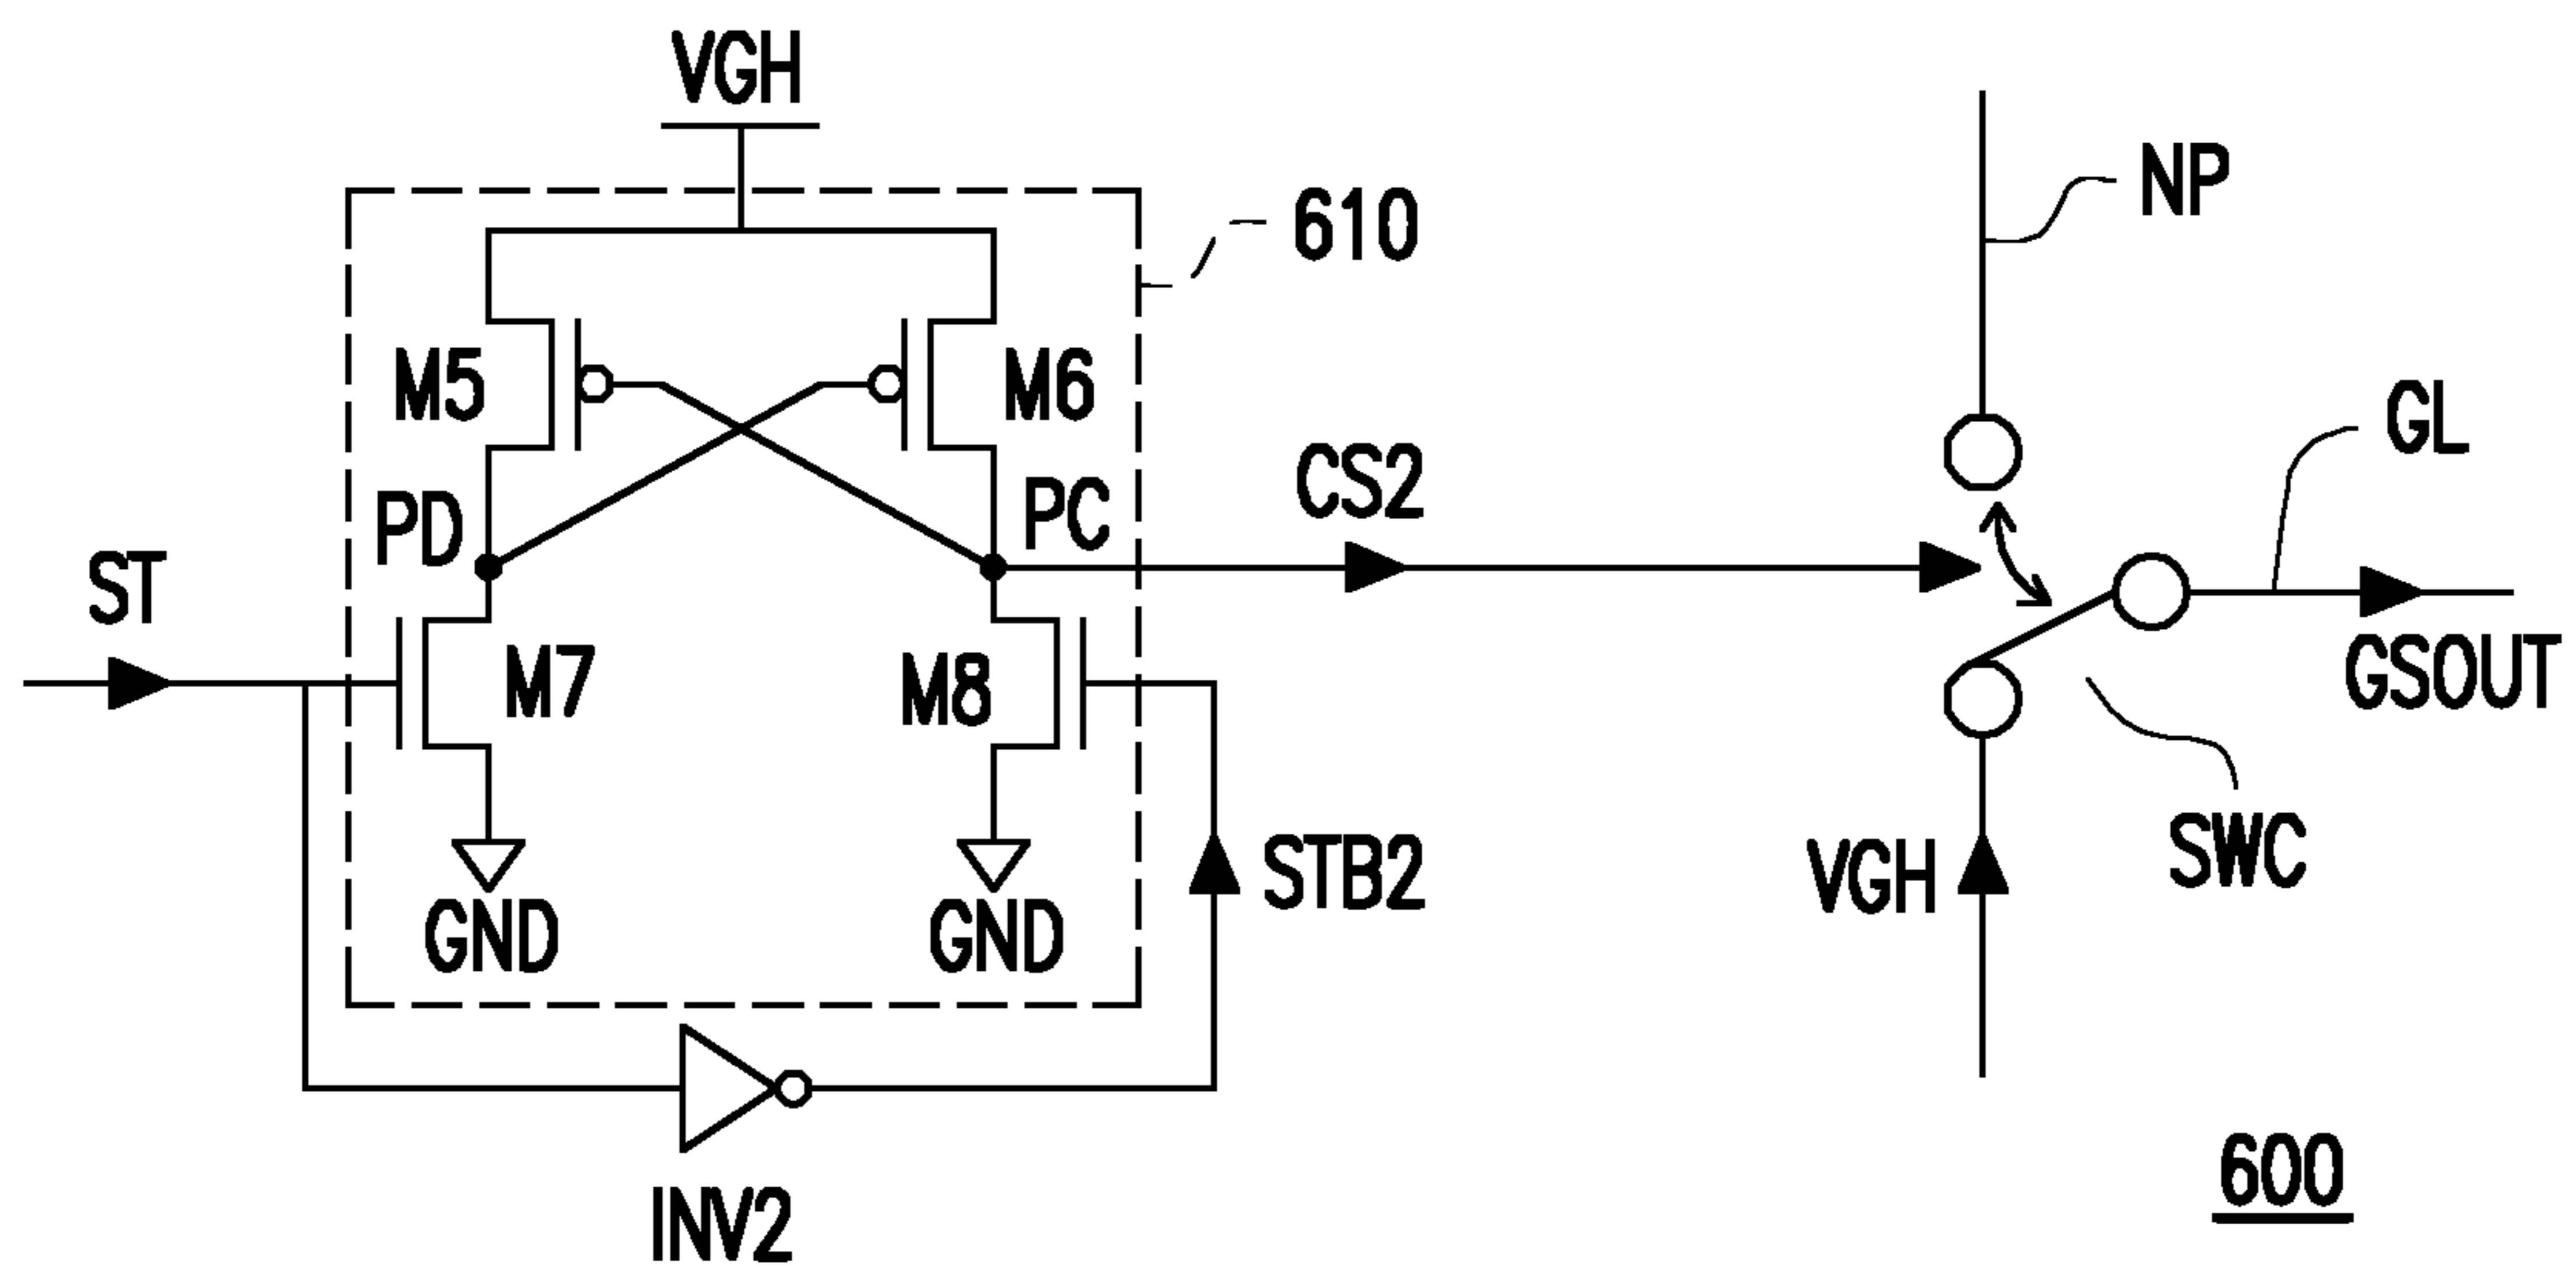 VGH
NP
610
M5
M6
GL
CS2
PD
PC
ST
M7
M8
GSOUT
STB2
VGH
SWC
GND
GND
600
INV2